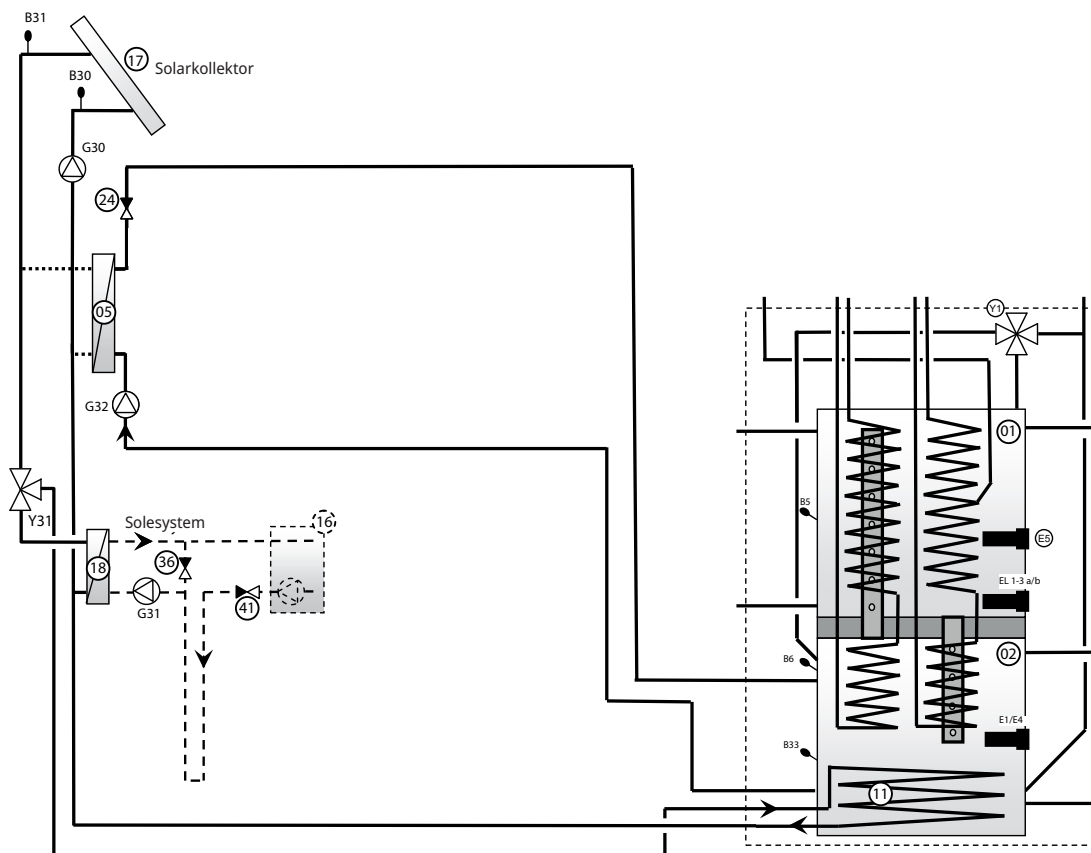 B31
17
Solarkollektor
B30
G30
24
05
G32
Y1
01
B5
E5
Y31
Solesystem
16
36
18
G31
41
EL 1-3 a/b
02
B6
E1/E4
B33
11